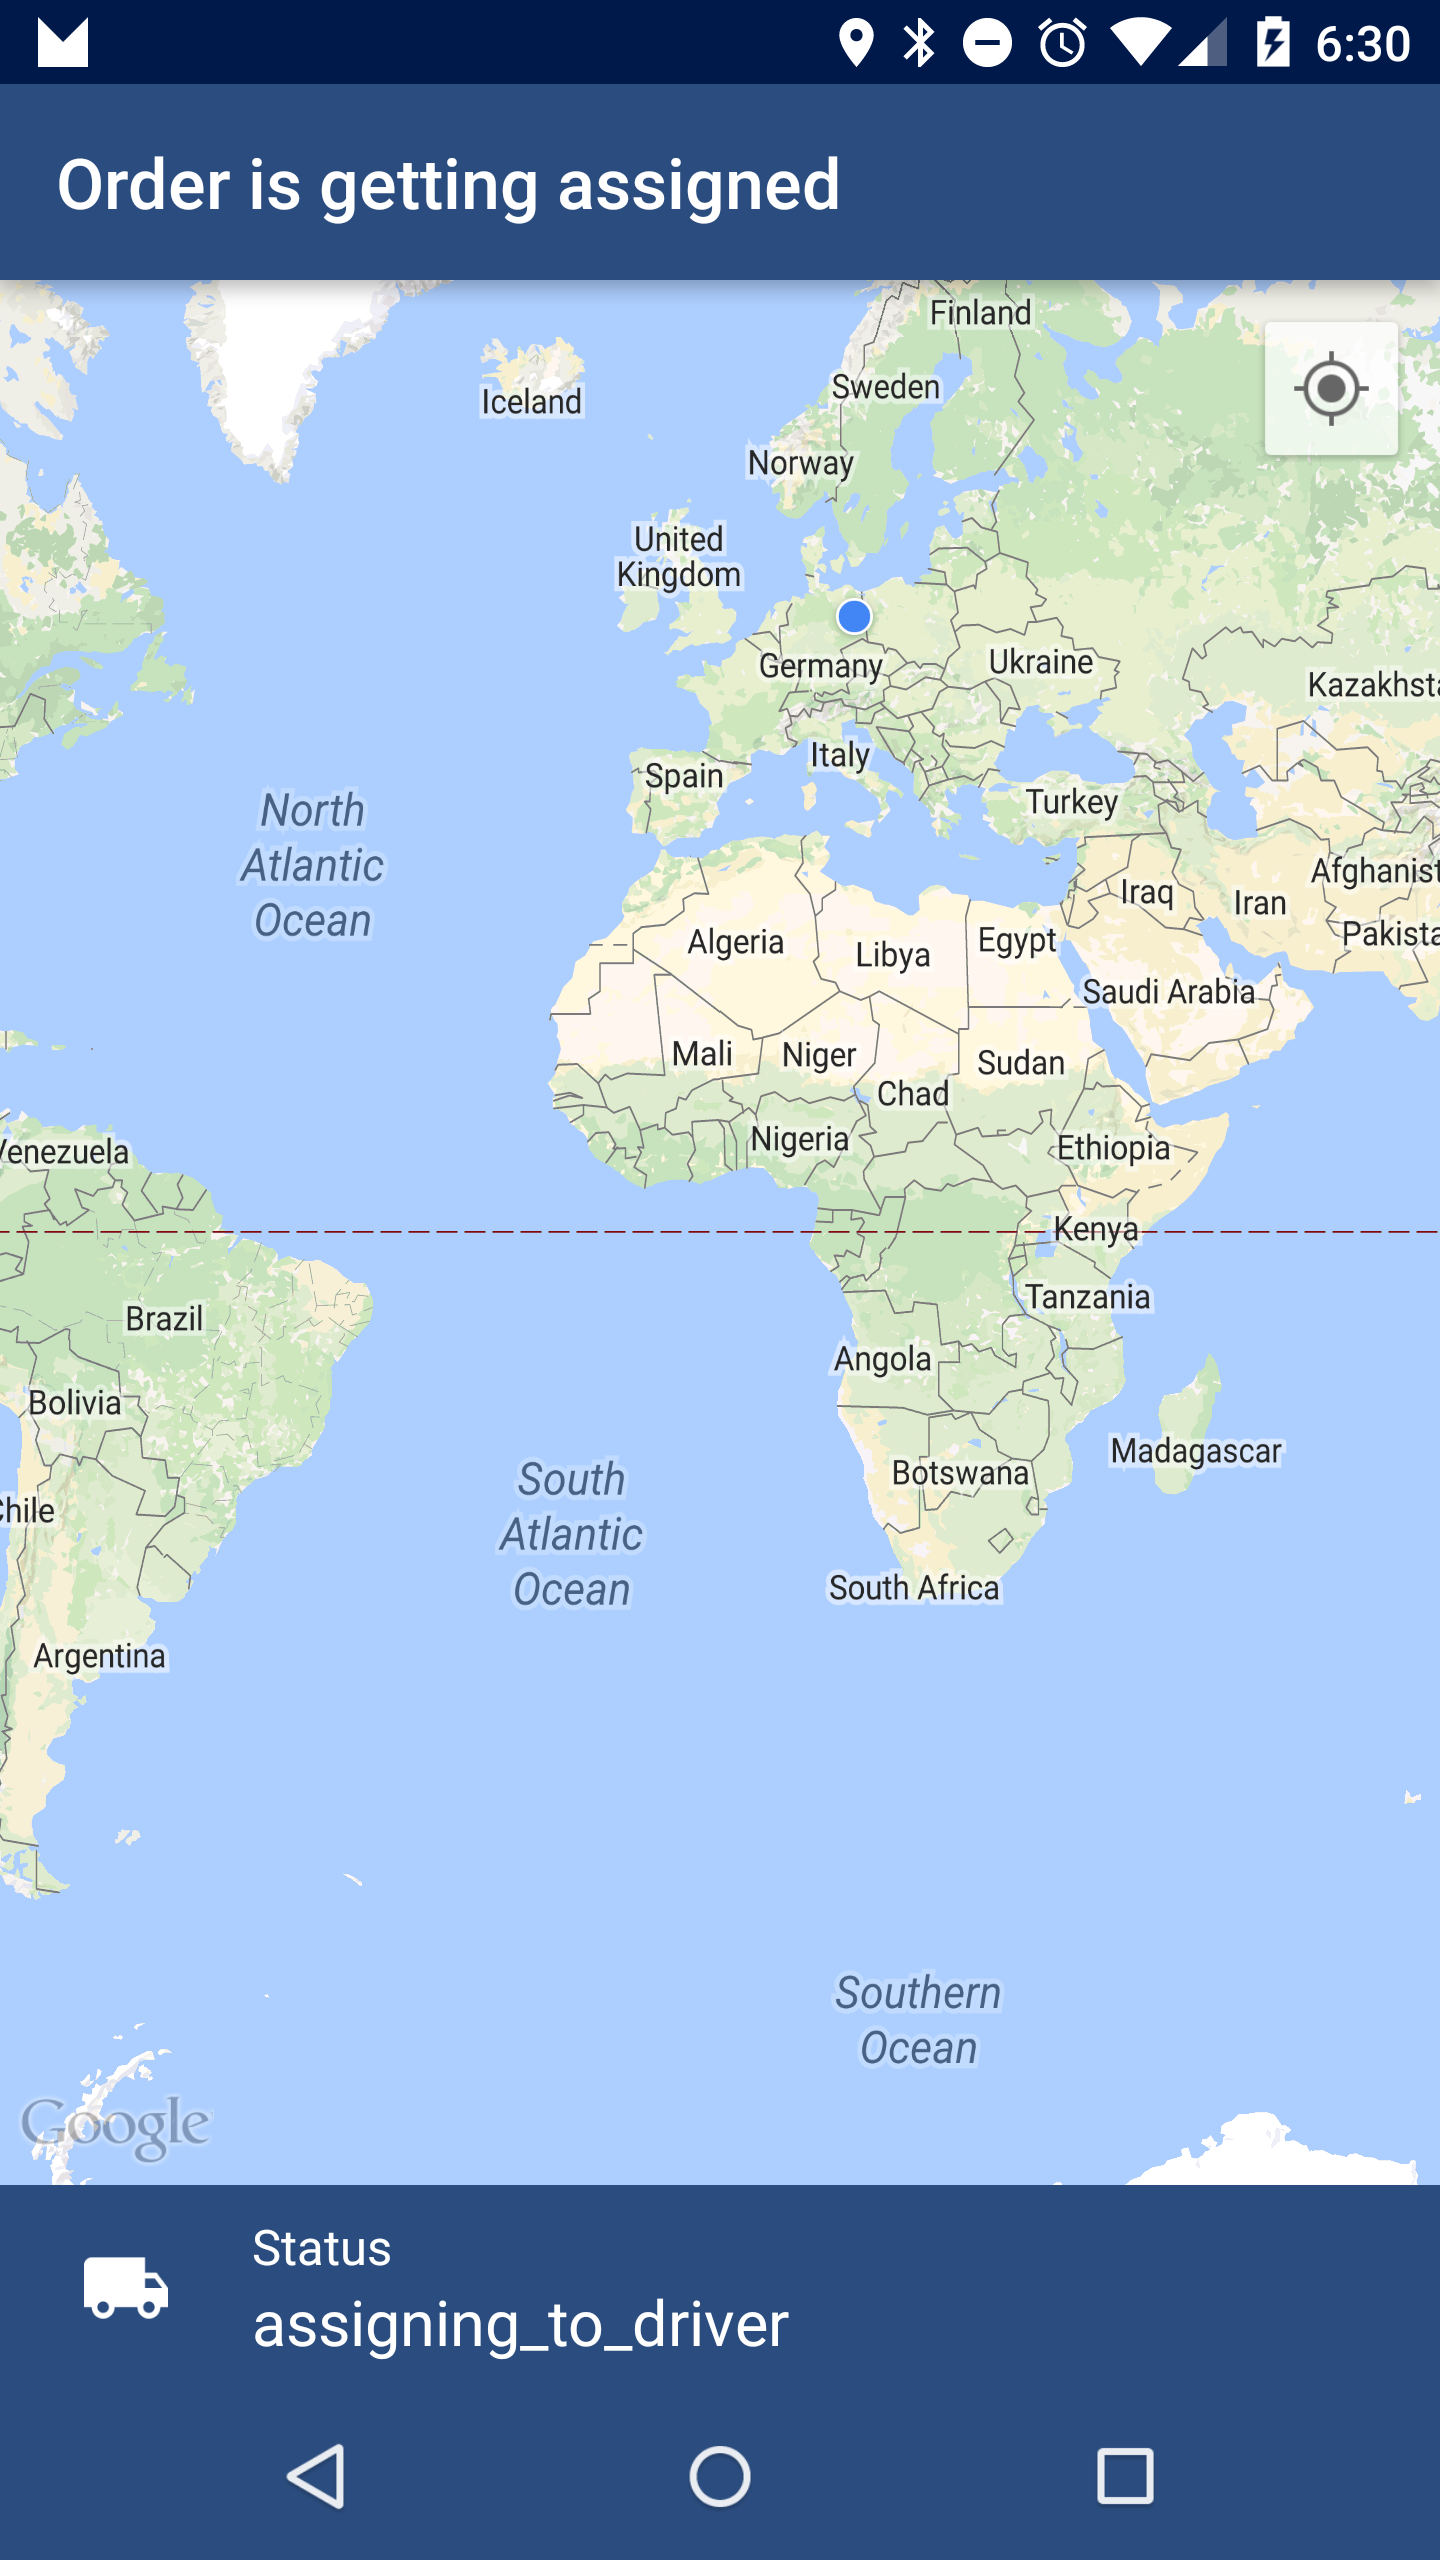 6:30
Order is getting assigned
Finland
Sweden
Iceland
Norway
United
Kingdom
Germany
Ukraine
Kazakhsta
Italy
Spain
Turkey
North
Atlantic
Ocean
Afghanist
Iraq
Iran
Pakista
Algeria
Libya
Egypt
Saudi Arabia
Mali
Niger
Sudan
Chad
Nigeria
Ethiopia
Venezuela
Kenya
Tanzania
Brazil
Angola
Bolivia
Madagascar
Botswana
South
Atlantic
Ocean
Chile
South Africa
Argentina
Southern
Ocean
Google
Status
assigning_to_driver